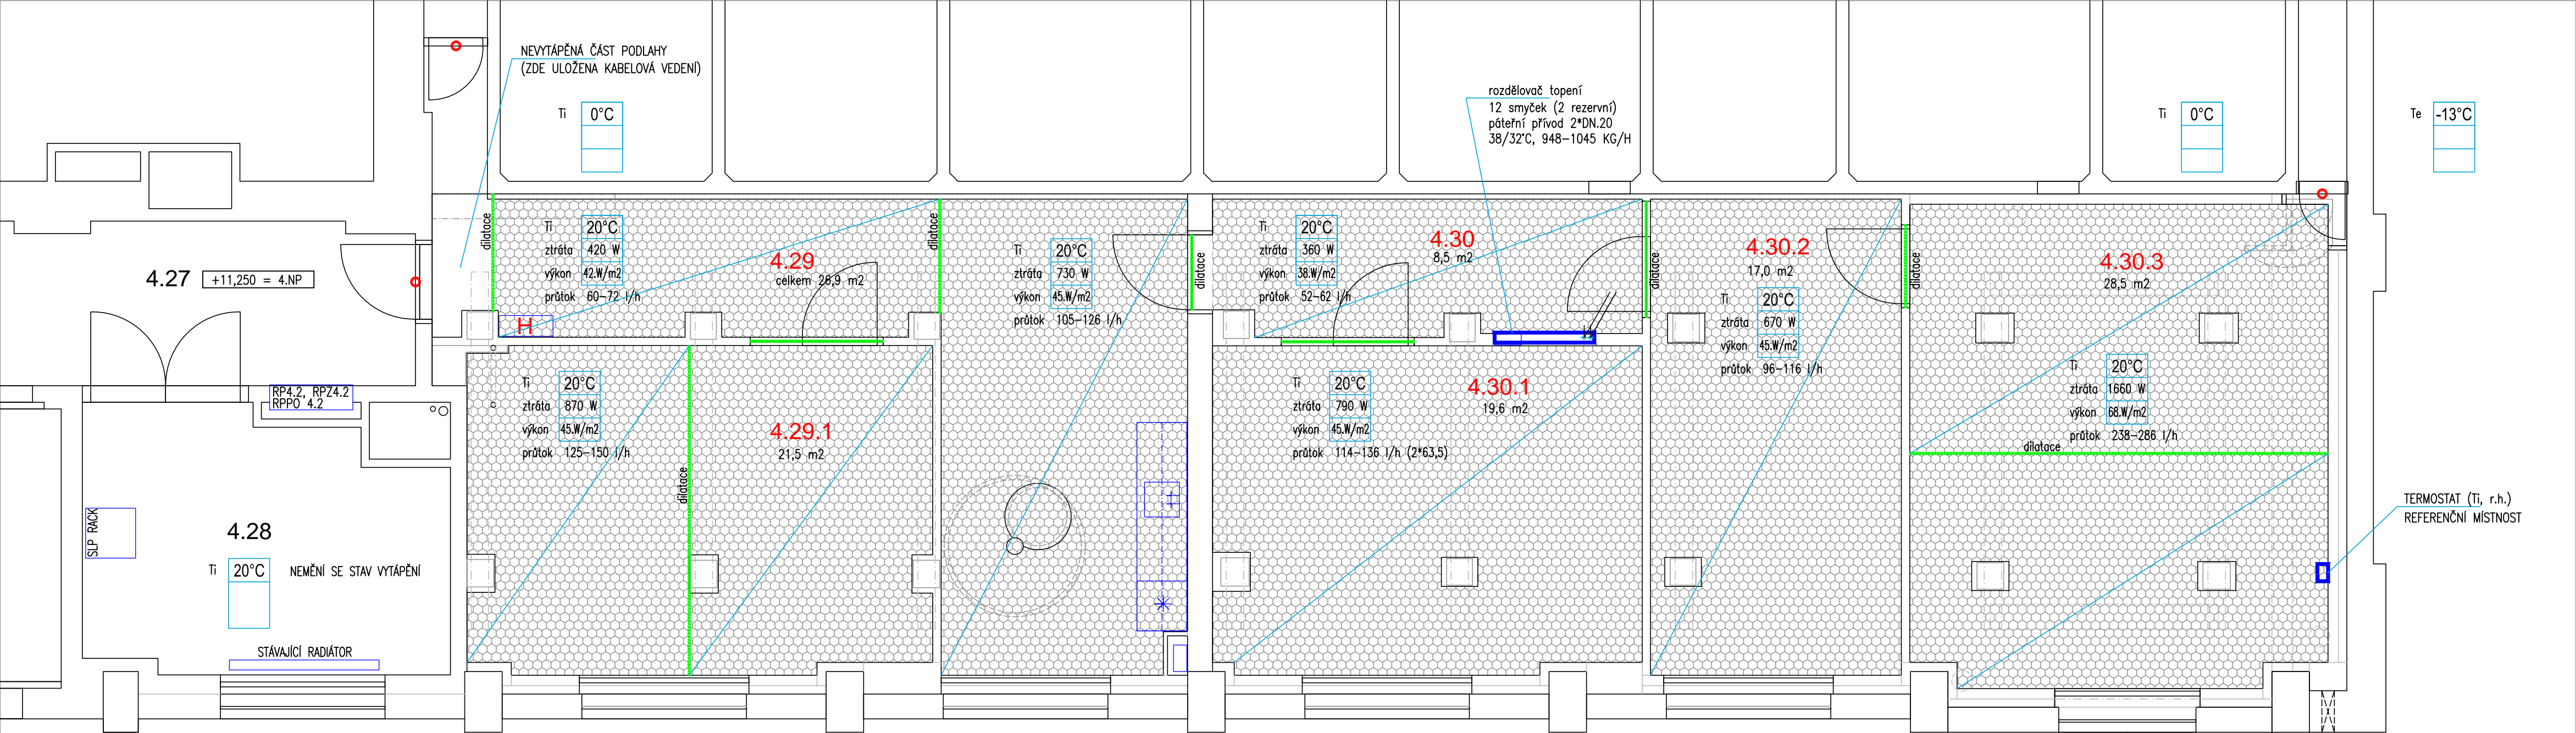 NEVYTÁPĚNÁ ČÁST PODLAHY
(ZDE ULOŽENA KABELOVÁ VEDENÍ)
Ti 0°C
rozdělovač topení
12 smyček (2 rezervní)
páteřní přívod 2*DN.20
38/32°C, 948-1045 KG/H
Ti 0°C
Te -13°C
4.27 +11,250 = 4.NP
dilatace
Ti 20°C
ztráta 420 W
výkon 42.W/m2
průtok 60-72 l/h
4.29
celkem 26,9 m2
H
dilatace
Ti 20°C
ztráta 730 W
výkon 45.W/m2
průtok 105-126 l/h
dilatace
Ti 20°C
ztráta 360 W
výkon 38.W/m2
průtok 52-62 l/h
4.30
8,5 m2
dilatace
4.30.2
17,0 m2
Ti 20°C
ztráta 670 W
výkon 45.W/m2
průtok 96-116 l/h
dilatace
4.30.3
28,5 m2
Ti 20°C
ztráta 1660 W
výkon 68.W/m2
průtok 238-286 l/h
dilatace
RP4.2, RPZ4.2
RPPO 4.2
Ti 20°C
ztráta 870 W
výkon 45.W/m2
průtok 125-150 l/h
dilatace
4.29.1
21,5 m2
Ti 20°C
ztráta 790 W
výkon 45.W/m2
průtok 114-136 l/h (2*63,5)
4.30.1
19,6 m2
TERMOSTAT (Ti, r.h.)
REFERENČNÍ MÍSTNOST
SLP RACK
4.28
Ti 20°C NEMĚNÍ SE STAV VYTÁPĚNÍ
STÁVAJÍCÍ RADIÁTOR